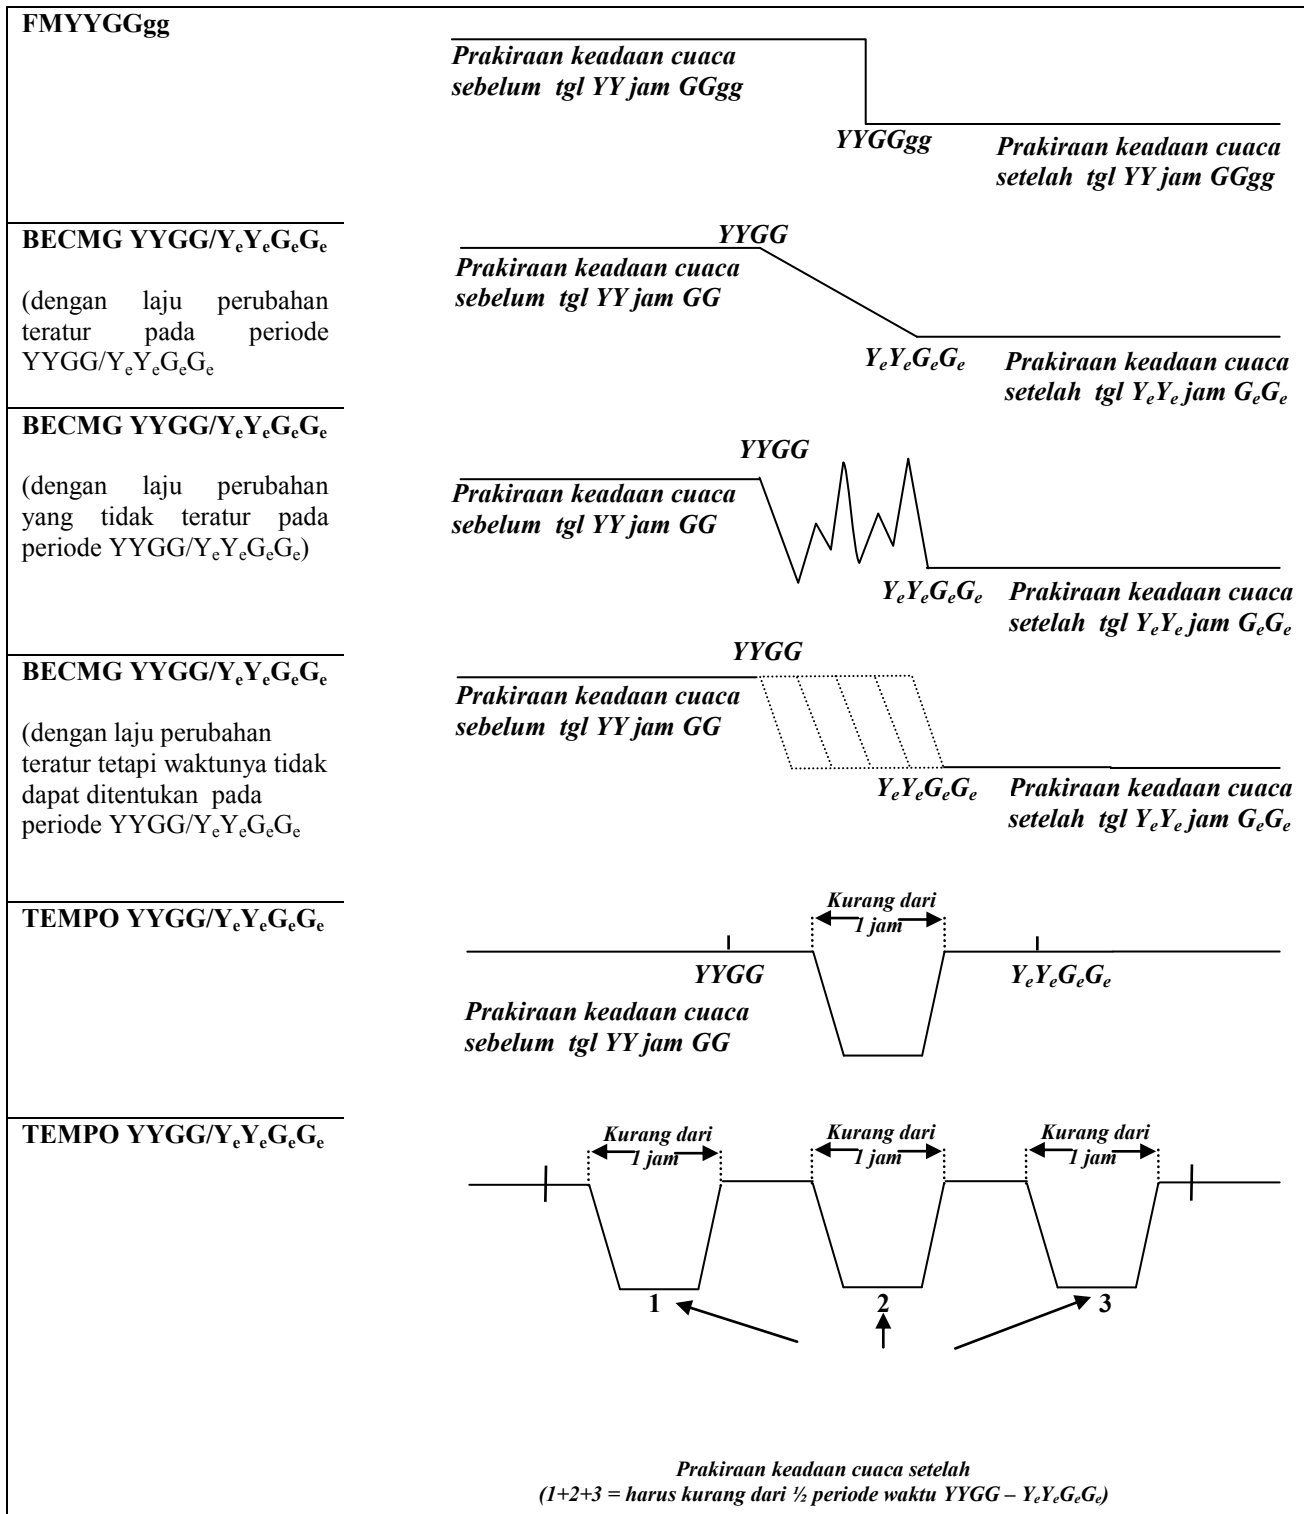 FMYYGGgg
Prakiraan keadaan cuaca
sebelum tgl YY jam GGgg
YYGGgg
Prakiraan keadaan cuaca
setelah tgl YY jam GGgg
BECMG YYGG/YₑYₑGₑGₑ
(dengan laju perubahan
teratur pada periode
YYGG/YₑYₑGₑGₑ
YYGG
Prakiraan keadaan cuaca
sebelum tgl YY jam GG
YₑYₑGₑGₑ
Prakiraan keadaan cuaca
setelah tgl YₑYₑ jam GₑGₑ
BECMG YYGG/YₑYₑGₑGₑ
(dengan laju perubahan
yang tidak teratur pada
periode YYGG/YₑYₑGₑGₑ)
YYGG
Prakiraan keadaan cuaca
sebelum tgl YY jam GG
YₑYₑGₑGₑ
Prakiraan keadaan cuaca
setelah tgl YₑYₑ jam GₑGₑ
BECMG YYGG/YₑYₑGₑGₑ
(dengan laju perubahan
teratur tetapi waktunya tidak
dapat ditentukan pada
periode YYGG/YₑYₑGₑGₑ
YYGG
Prakiraan keadaan cuaca
sebelum tgl YY jam GG
YₑYₑGₑGₑ
Prakiraan keadaan cuaca
setelah tgl YₑYₑ jam GₑGₑ
TEMPO YYGG/YₑYₑGₑGₑ
Kurang dari
1 jam
YYGG
YₑYₑGₑGₑ
Prakiraan keadaan cuaca
sebelum tgl YY jam GG
TEMPO YYGG/YₑYₑGₑGₑ
Kurang dari
1 jam
Kurang dari
1 jam
Kurang dari
1 jam
1
2
3
Prakiraan keadaan cuaca setelah
(1+2+3 = harus kurang dari ½ periode waktu YYGG – YₑYₑGₑGₑ)